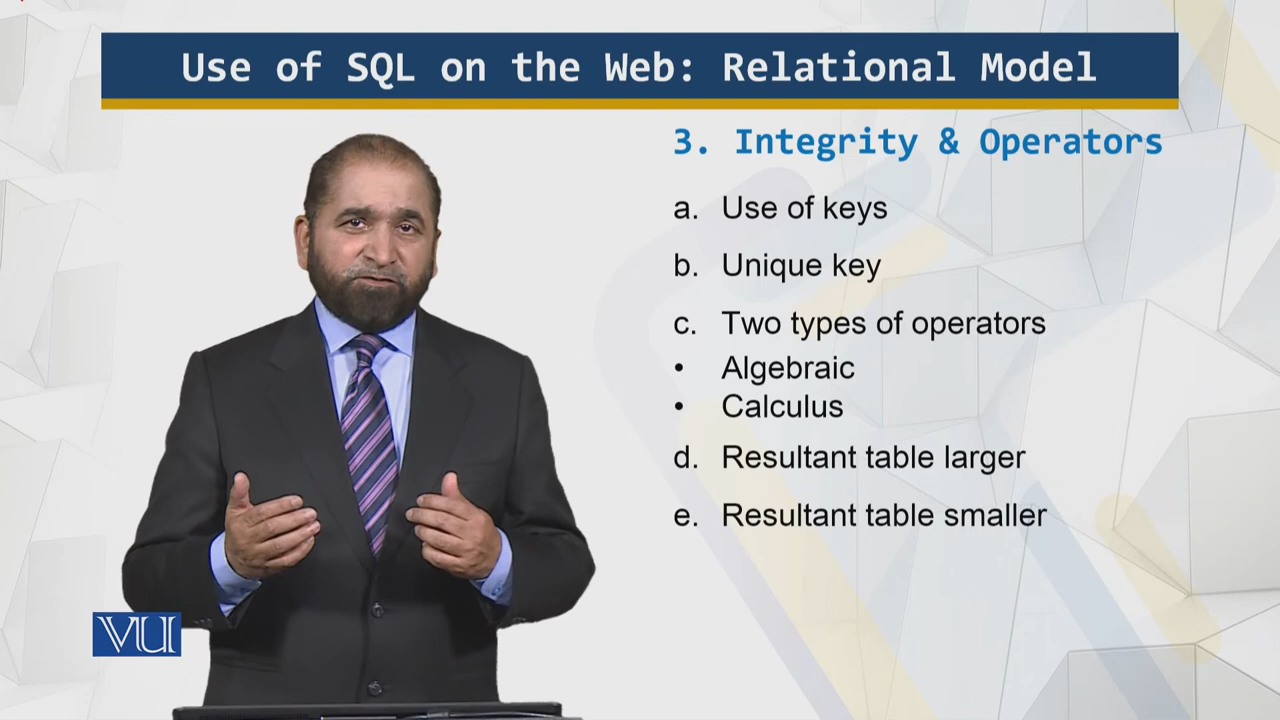 Use of SQL on the Web: Relational Model
3. Integrity & Operators
a. Use of keys
b. Unique key
c. Two types of operators
• Algebraic
• Calculus
d. Resultant table larger
e. Resultant table smaller
VU